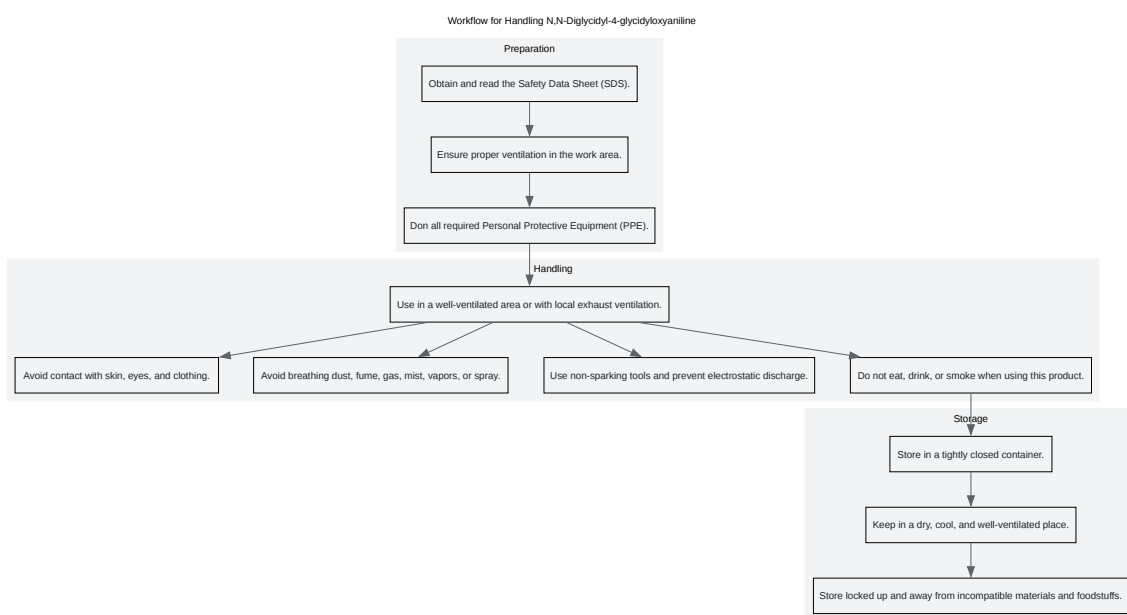 Workflow for Handling N,N-Diglycidyl-4-glycidyloxyaniline
Preparation
Obtain and read the Safety Data Sheet (SDS).
Ensure proper ventilation in the work area.
Don all required Personal Protective Equipment (PPE).
Handling
Use in a well-ventilated area or with local exhaust ventilation.
Avoid contact with skin, eyes, and clothing.
Avoid breathing dust, fume, gas, mist, vapors, or spray.
Use non-sparking tools and prevent electrostatic discharge.
Do not eat, drink, or smoke when using this product.
Storage
Store in a tightly closed container.
Keep in a dry, cool, and well-ventilated place.
Store locked up and away from incompatible materials and foodstuffs.